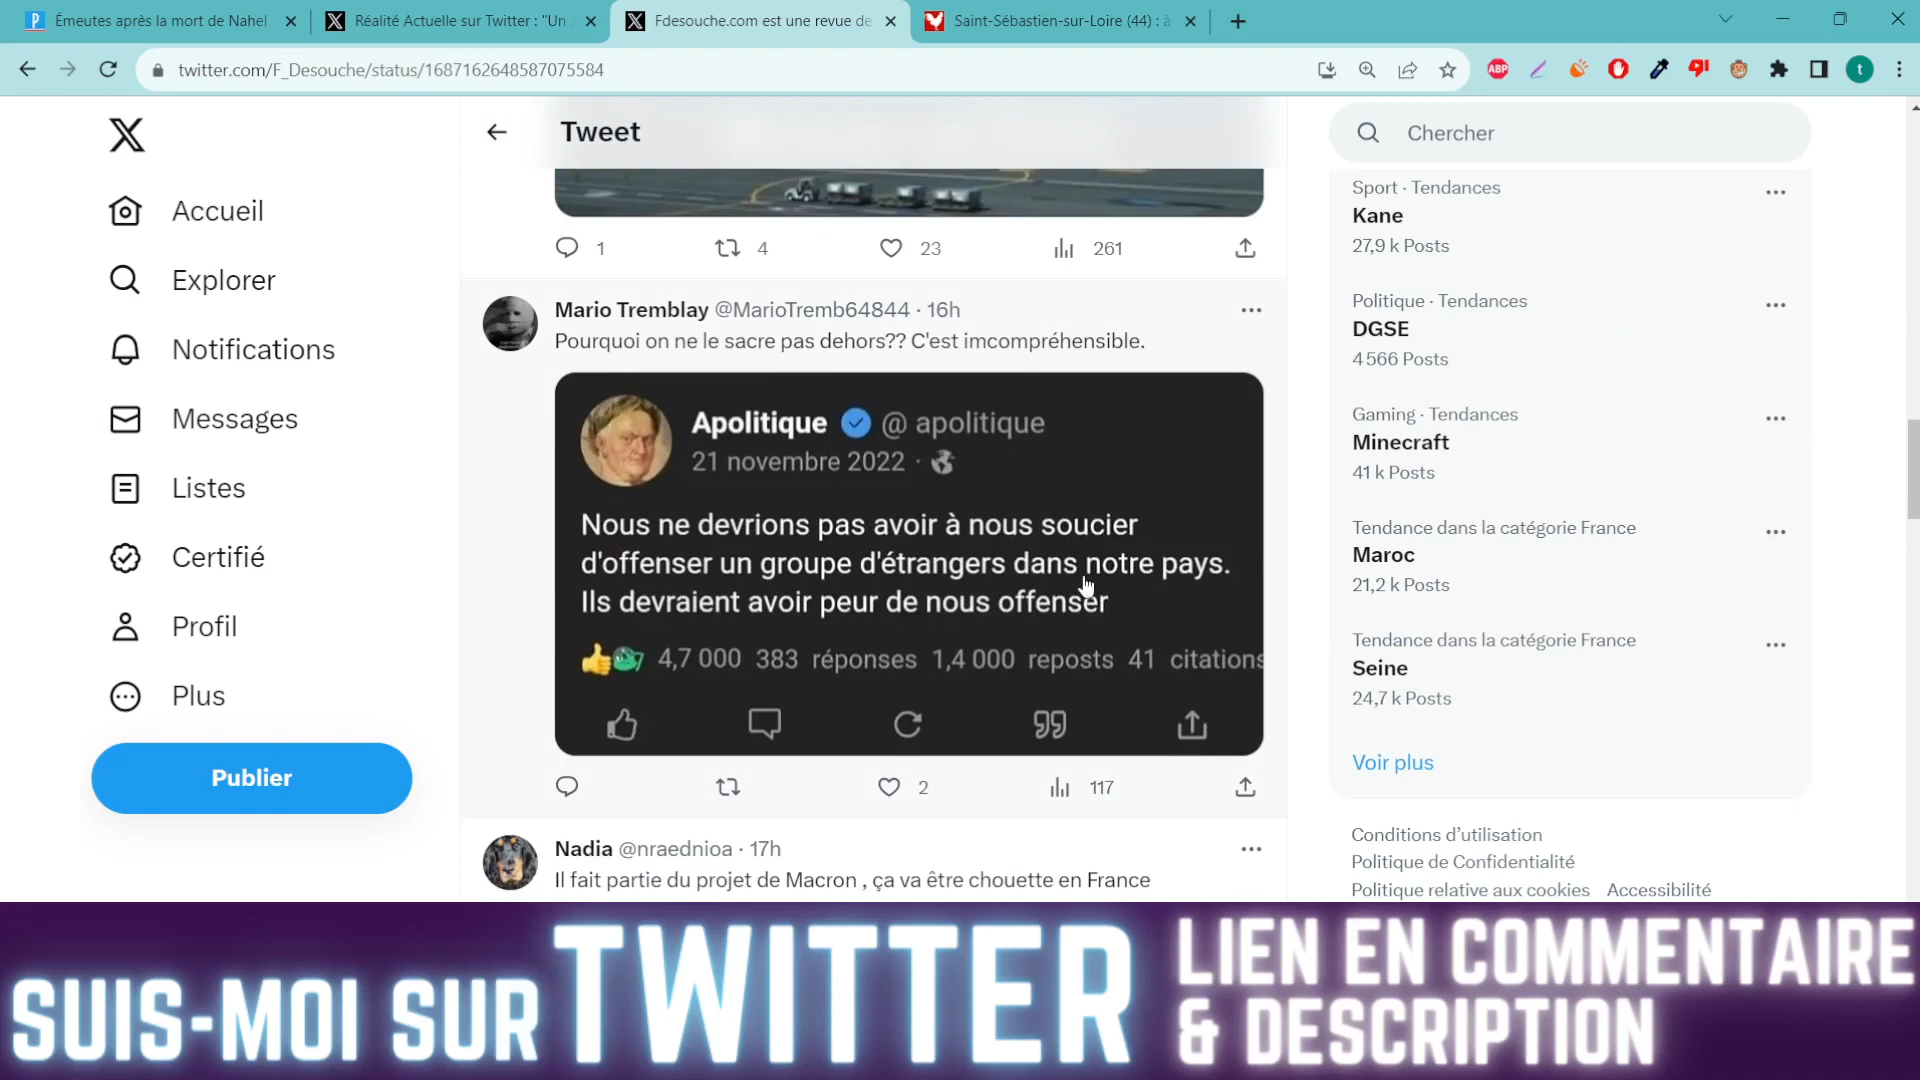 Émeutes après la mort de Nahel
Réalité Actuelle sur Twitter : "Un
Fdesouche.com est une revue de
Saint-Sébastien-sur-Loire (44) : à
twitter.com/F_Desouche/status/1687162648587075584
ABP
t
Tweet
Chercher
Accueil
Explorer
Notifications
Messages
Listes
Certifié
Profil
Plus
Publier
1 4 23 261
Mario Tremblay @MarioTremb64844 · 16h
Pourquoi on ne le sacre pas dehors?? C'est imcompréhensible.
Apolitique @ apolitique
21 novembre 2022 ·
Nous ne devrions pas avoir à nous soucier
d'offenser un groupe d'étrangers dans notre pays.
Ils devraient avoir peur de nous offenser
4,7 000 383 réponses 1,4 000 reposts 41 citations
2 117
Nadia @nraednioa · 17h
Il fait partie du projet de Macron , ça va être chouette en France
Sport · Tendances
Kane
27,9 k Posts
Politique · Tendances
DGSE
4 566 Posts
Gaming · Tendances
Minecraft
41 k Posts
Tendance dans la catégorie France
Maroc
21,2 k Posts
Tendance dans la catégorie France
Seine
24,7 k Posts
Voir plus
Conditions d’utilisation
Politique de Confidentialité
Politique relative aux cookies Accessibilité
SUIS-MOI SUR TWITTER LIEN EN COMMENTAIRE
& DESCRIPTION